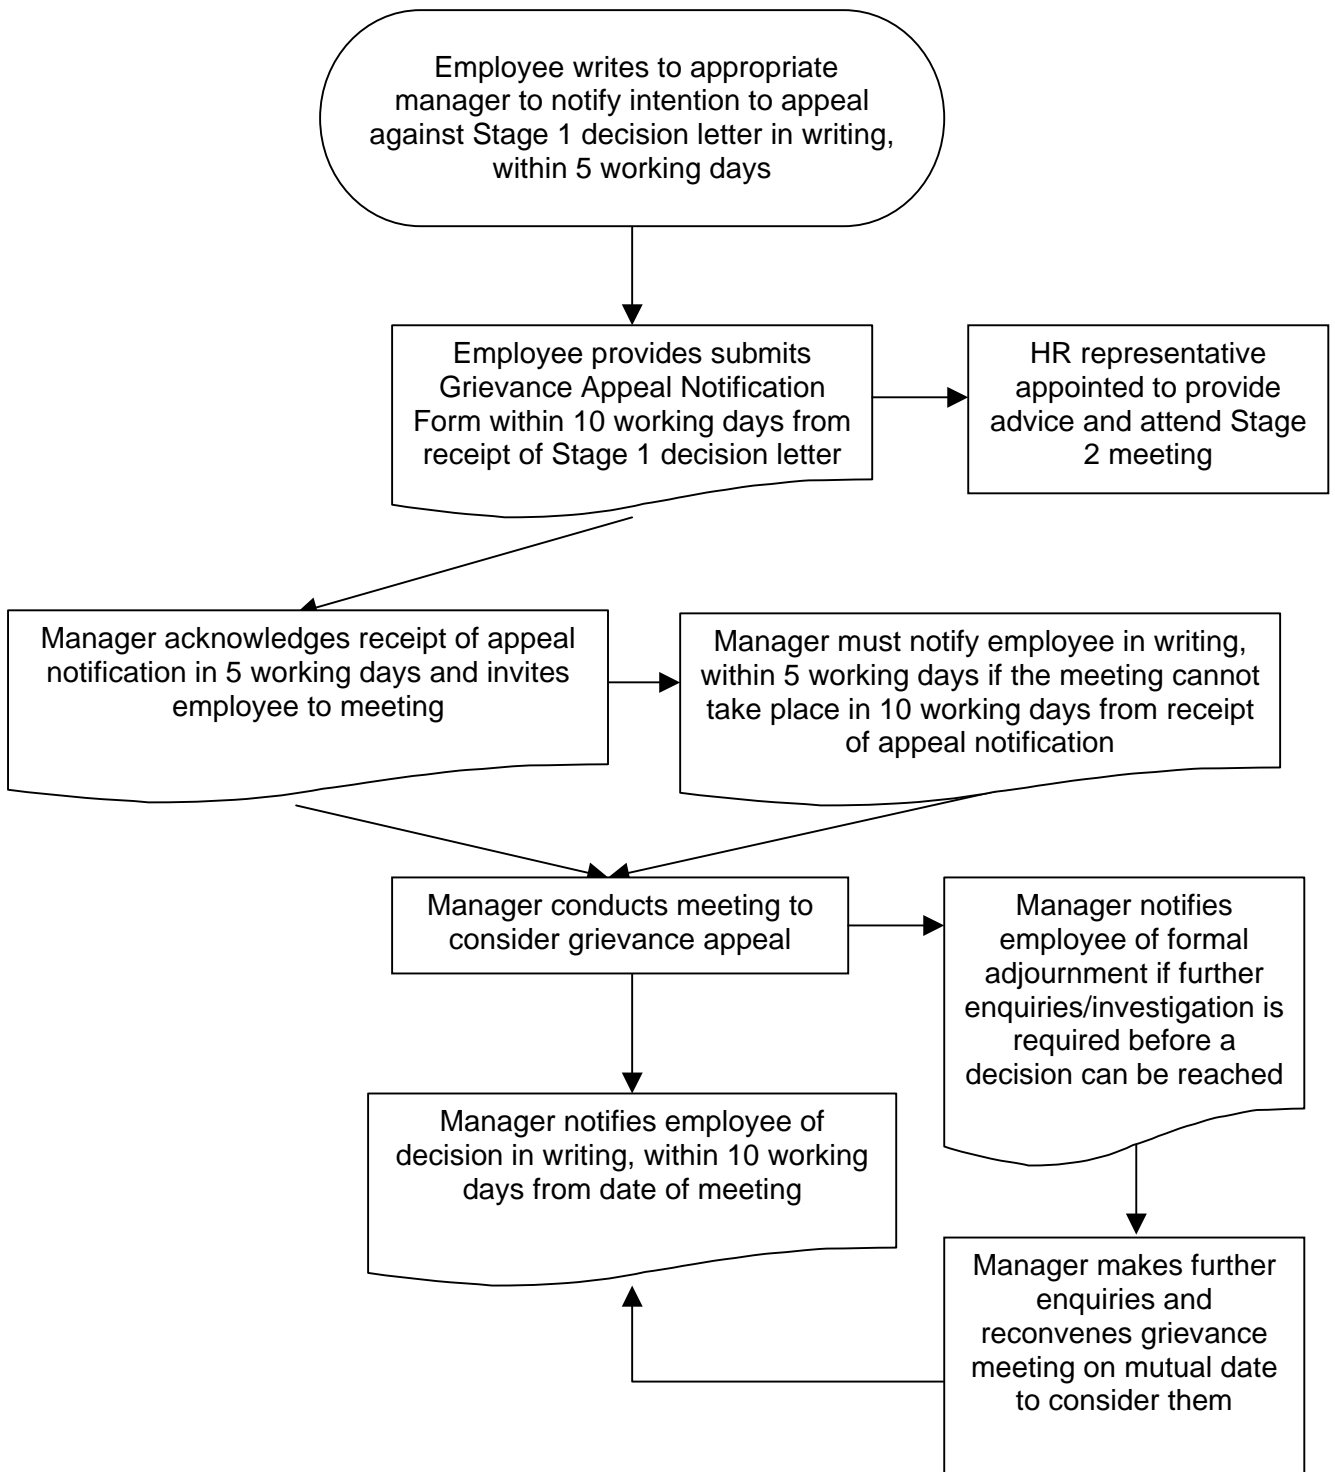 Employee writes to appropriate
manager to notify intention to appeal
against Stage 1 decision letter in writing,
within 5 working days
Employee provides submits
Grievance Appeal Notification
Form within 10 working days from
receipt of Stage 1 decision letter
HR representative
appointed to provide
advice and attend Stage
2 meeting
Manager acknowledges receipt of appeal
notification in 5 working days and invites
employee to meeting
Manager must notify employee in writing,
within 5 working days if the meeting cannot
take place in 10 working days from receipt
of appeal notification
Manager conducts meeting to
consider grievance appeal
Manager notifies
employee of formal
adjournment if further
enquiries/investigation is
required before a
decision can be reached
Manager notifies employee of
decision in writing, within 10 working
days from date of meeting
Manager makes further
enquiries and
reconvenes grievance
meeting on mutual date
to consider them